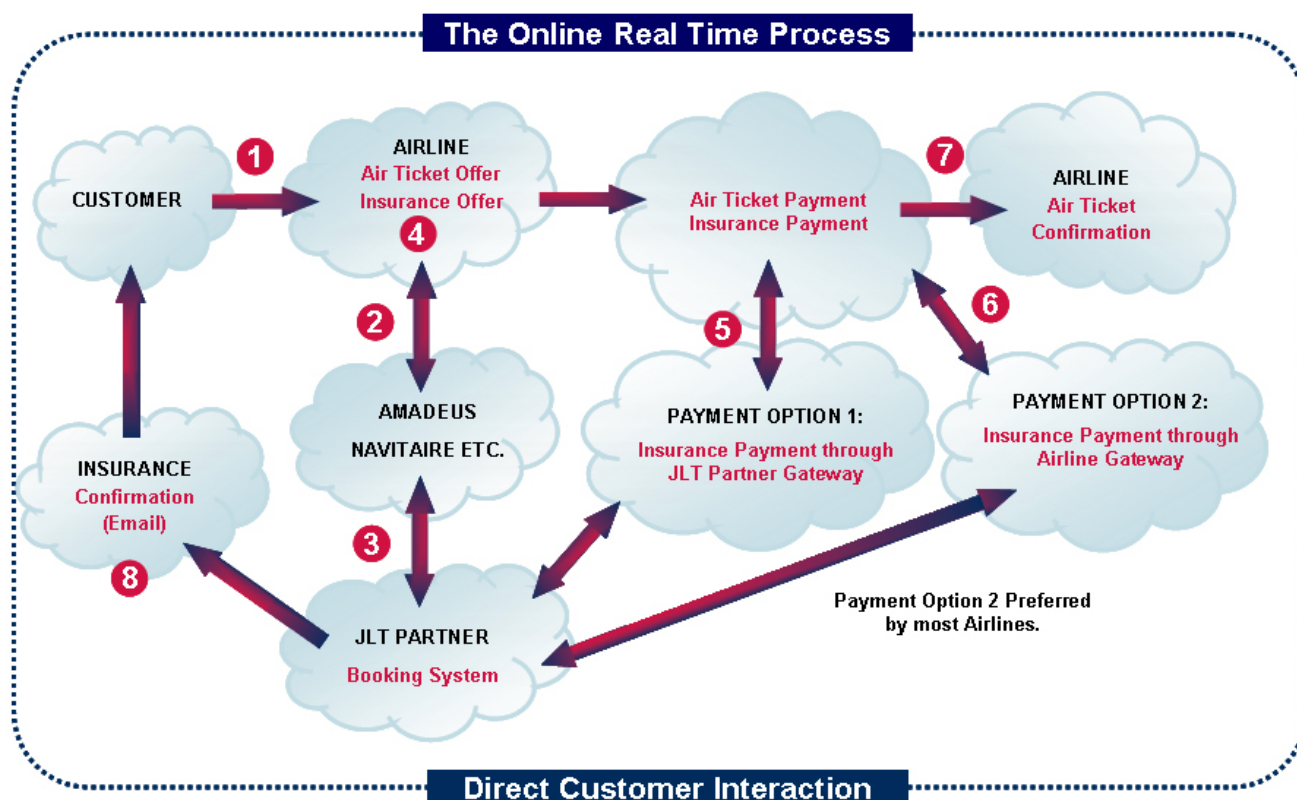 The Online Real Time Process
1
7
CUSTOMER
AIRLINE
Air Ticket Offer
Insurance Offer
4
Air Ticket Payment
Insurance Payment
AIRLINE
Air Ticket
Confirmation
2
5
6
AMADEUS
NAVITAIRE ETC.
PAYMENT OPTION 1:
Insurance Payment through
JLT Partner Gateway
PAYMENT OPTION 2:
Insurance Payment through
Airline Gateway
INSURANCE
Confirmation
(Email)
8
3
JLT PARTNER
Booking System
Payment Option 2 Preferred
by most Airlines.
Direct Customer Interaction